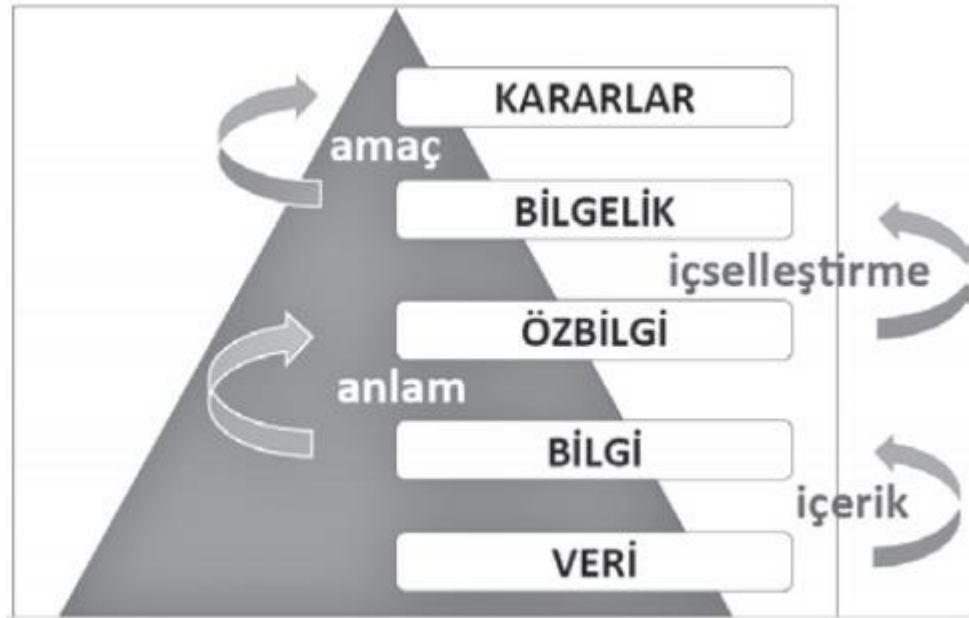 KARARLAR
amaç
BİLGELİK
içselleştirme
ÖZBİLGİ
anlam
BİLGİ
içerik
VERİ